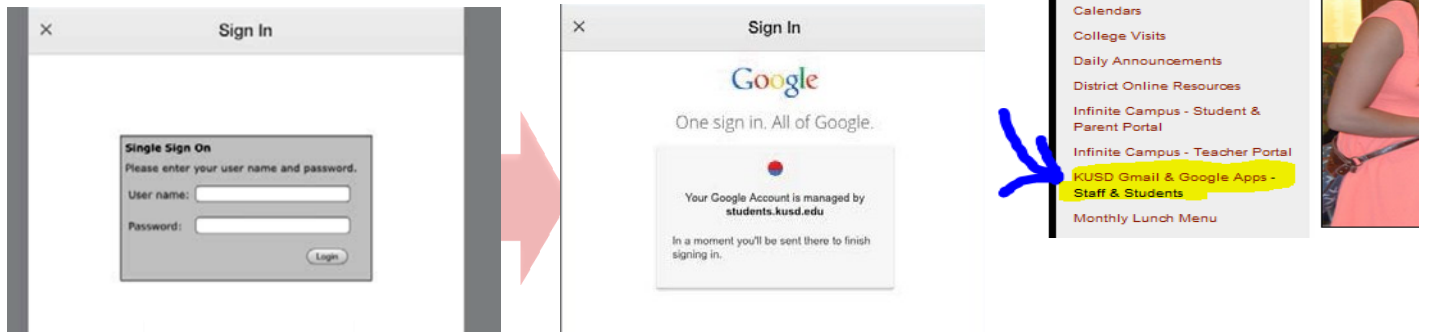 × Sign In
Single Sign On
Please enter your user name and password.
User name:
Password:
Login
× Sign In
Google
One sign in. All of Google.
Your Google Account is managed by
students.kusd.edu
In a moment you'll be sent there to finish
signing in.
Calendars
College Visits
Daily Announcements
District Online Resources
Infinite Campus - Student &
Parent Portal
Infinite Campus - Teacher Portal
KUSD Gmail & Google Apps -
Staff & Students
Monthly Lunch Menu